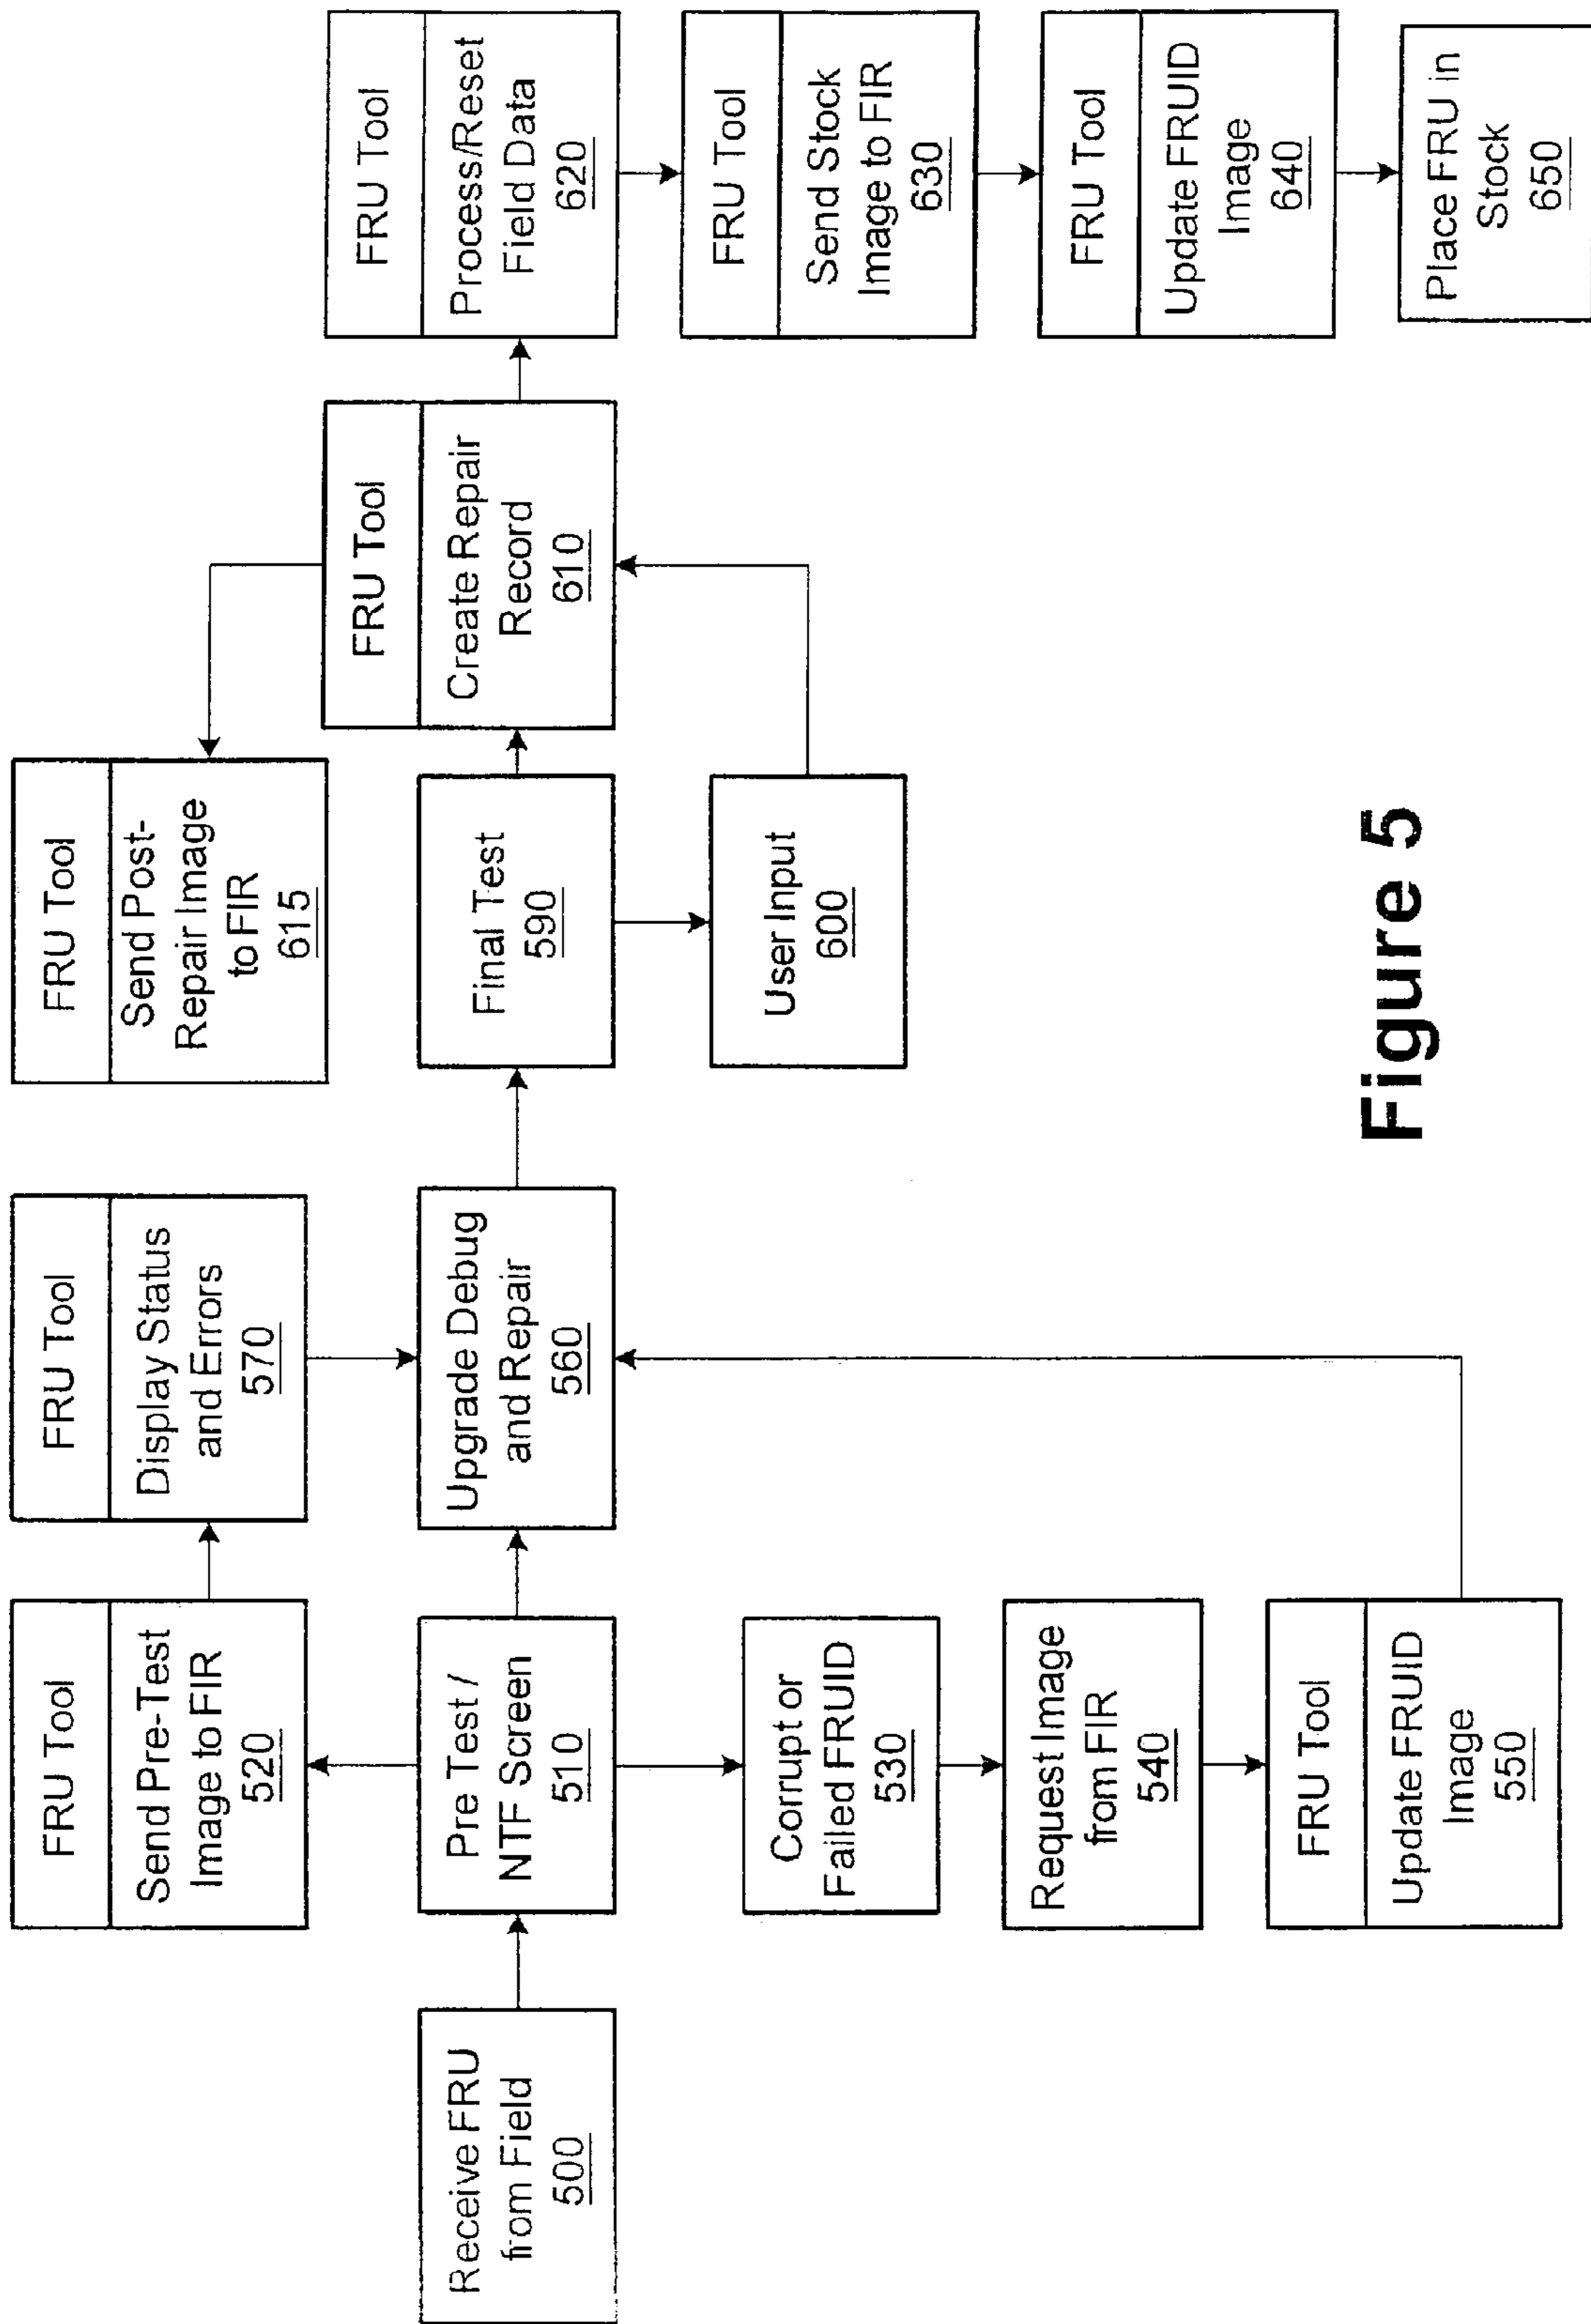 Receive FRU
from Field
500
Pre Test /
NTF Screen
510
FRU Tool
Send Pre-Test
Image to FIR
520
Corrupt or
Failed FRUID
530
Request Image
from FIR
540
FRU Tool
Update FRUID
Image
550
FRU Tool
Display Status
and Errors
570
Upgrade Debug
and Repair
560
Final Test
590
User Input
600
FRU Tool
Send Post-
Repair Image
to FIR
615
FRU Tool
Create Repair
Record
610
FRU Tool
Process/Reset
Field Data
620
FRU Tool
Send Stock
Image to FIR
630
FRU Tool
Update FRUID
Image
640
Place FRU in
Stock
650
Figure 5